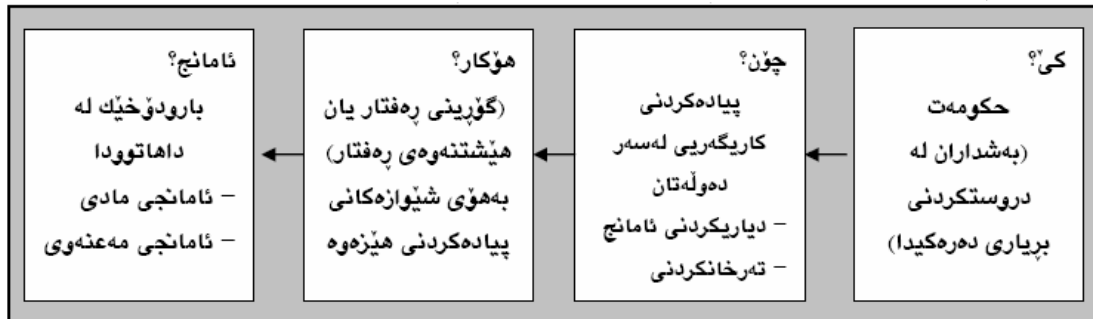 کێ؟
حکومەت
(بەشداران لە
دروستکردنی
بڕیاری دەرەکیدا)
چۆن؟
پیادەکردنی
کاریگەریی لەسەر
دەوڵەتان
– دیاریکردنی ئامانج
– تەرخانکردنی
هۆکار؟
(گۆڕینی ڕەفتار یان
هێشتنەوەی ڕەفتار)
بەهۆی شێوازەکانی
پیادەکردنی هێزەوە
ئامانج؟
بارودۆخێك لە
داهاتوودا
– ئامانجی مادی
– ئامانجی مەعنەوی